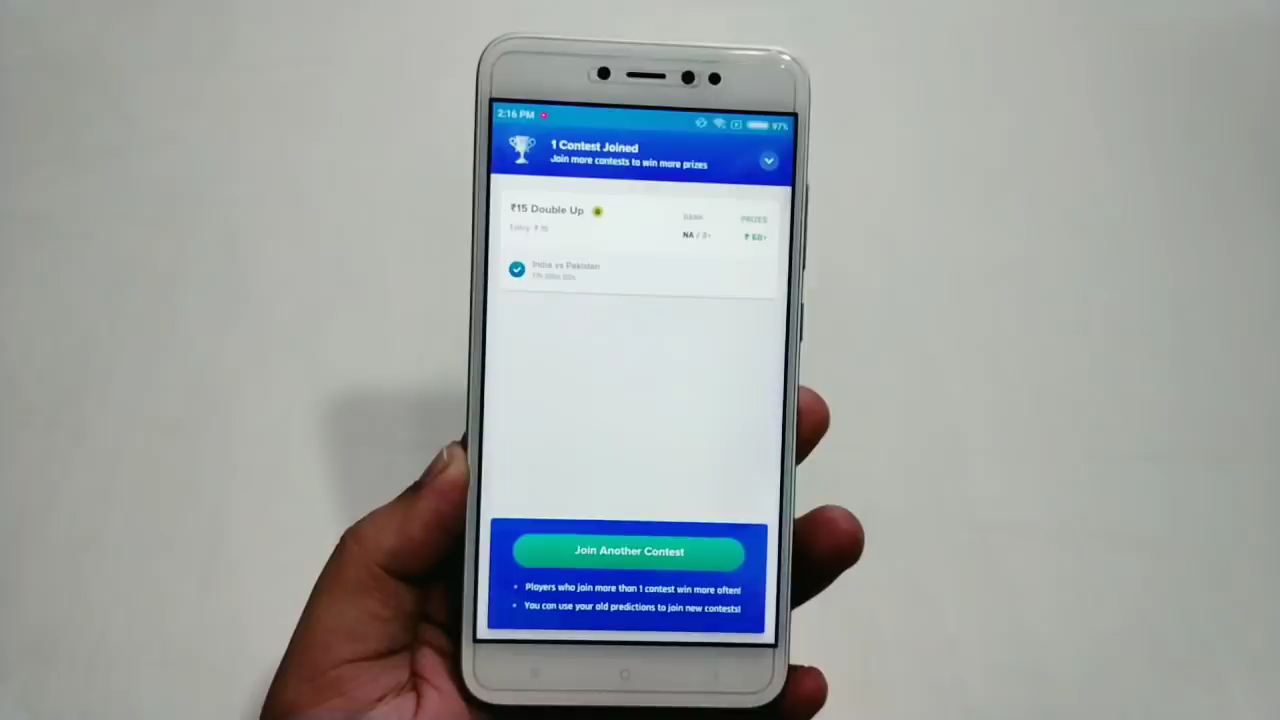 2:16 PM
97%
1 Contest Joined
Join more contests to win more prizes
₹15 Double Up
RANK
PRIZES
Entry ₹ 15
NA / 3+
₹ 60+
India vs Pakistan
Join Another Contest
Players who join more than 1 contest win more often!
You can use your old predictions to join new contests!